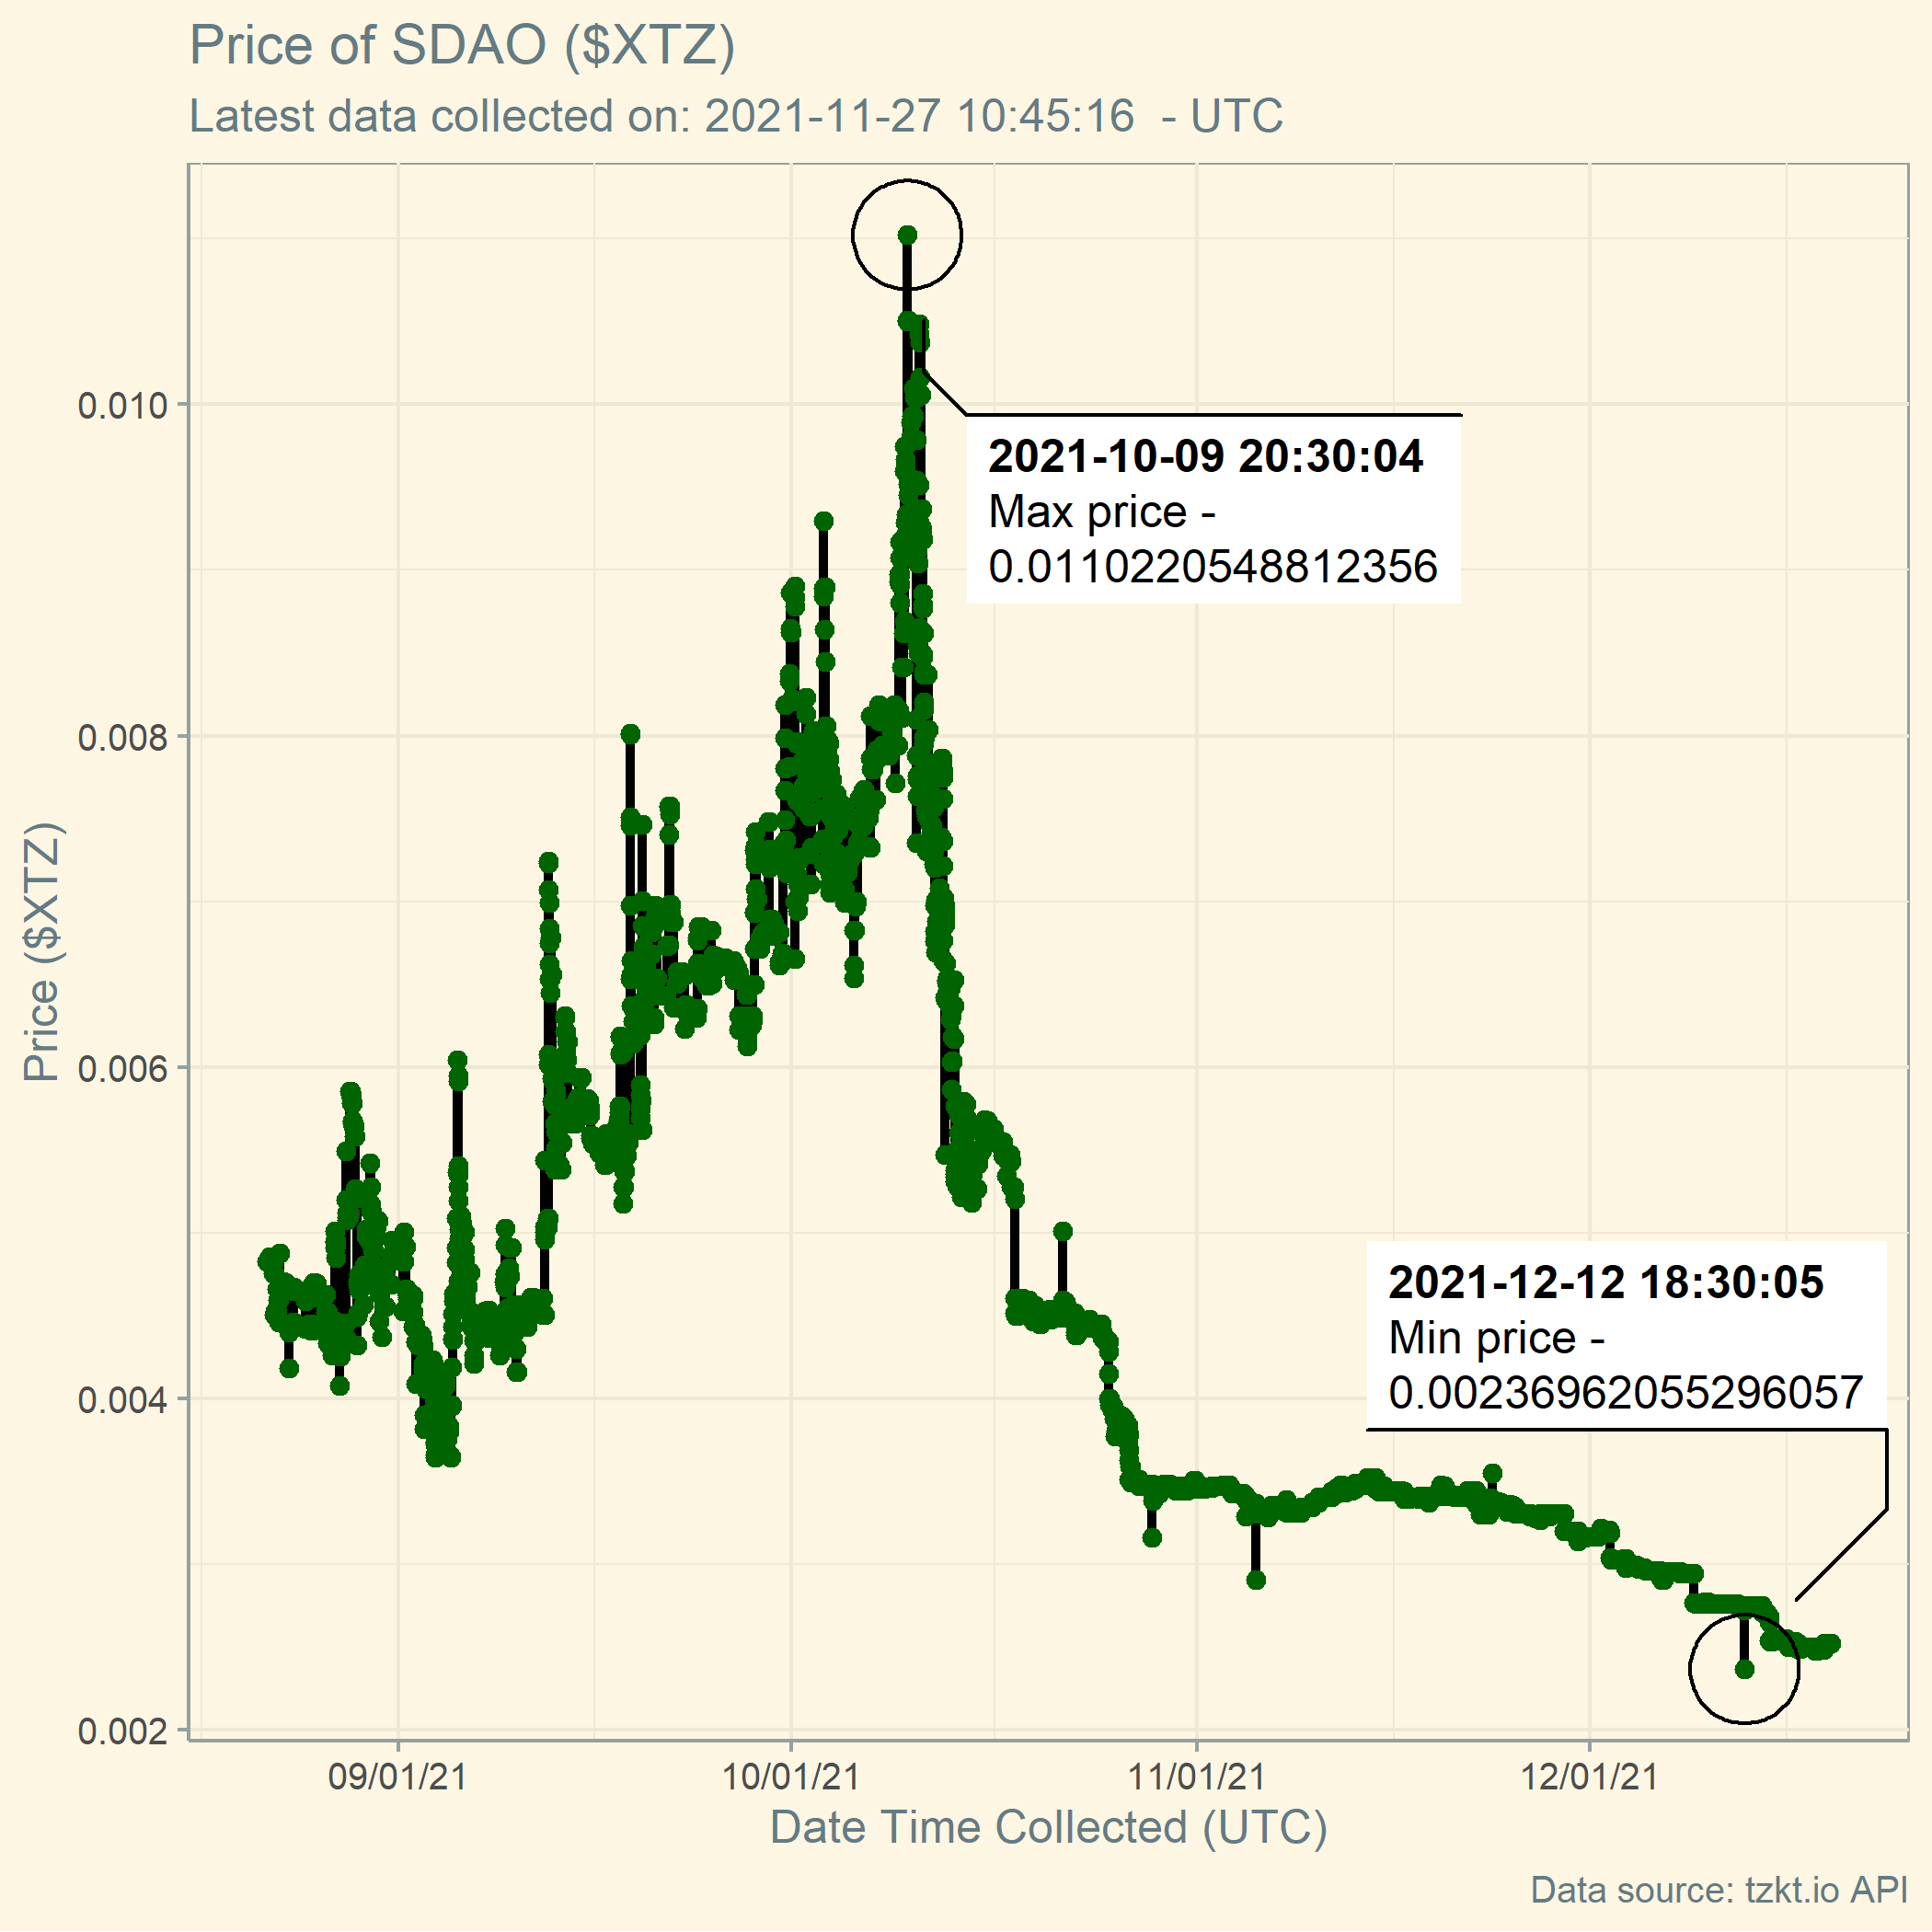 Price of SDAO ($XTZ)
Latest data collected on: 2021-11-27 10:45:16  - UTC
Price ($XTZ)
0.010
0.008
0.006
0.004
0.002
2021-10-09 20:30:04
Max price -
0.0110220548812356
2021-12-12 18:30:05
Min price -
0.00236962055296057
09/01/21
10/01/21
11/01/21
12/01/21
Date Time Collected (UTC)
Data source: tzkt.io API